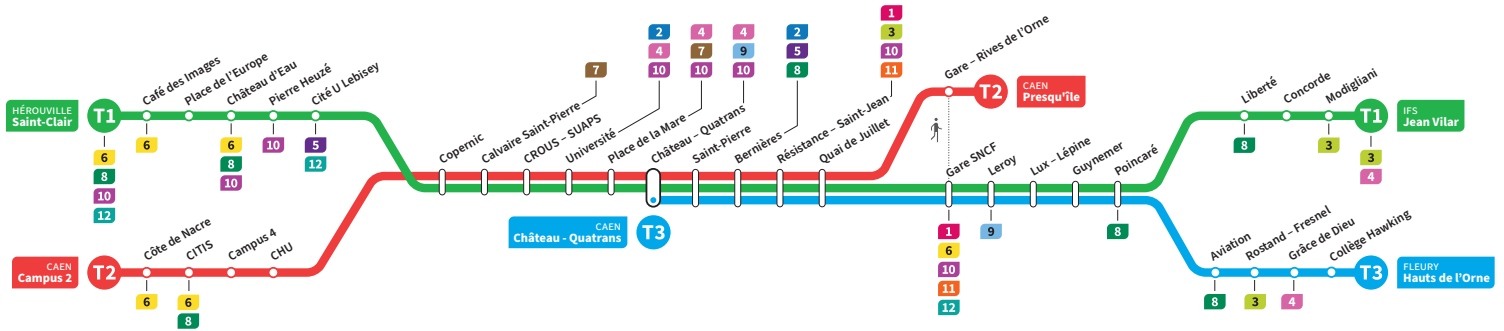 HÉROUVILLE
Saint-Clair
T1
6
8
10
12
Café des Images
6
Place de l'Europe
Château d'Eau
6
8
10
Pierre Heuzé
10
Cité U Lebisey
5
12
CAEN
Campus 2
T2
Côte de Nacre
6
CITIS
6
8
Campus 4
CHU
Copernic
Calvaire Saint-Pierre
7
CROUS – SUAPS
Université
2
4
10
Place de la Mare
4
7
10
Château – Quatrans
4
9
10
CAEN
Château - Quatrans
T3
Saint-Pierre
Bernières
2
5
8
Résistance – Saint-Jean
1
3
10
11
Quai de Juillet
Gare – Rives de l'Orne
T2
CAEN
Presqu'île
Gare SNCF
1
6
10
11
12
Leroy
9
Lux – Lépine
Guynemer
Poincaré
8
Liberté
8
Concorde
Modigliani
3
T1
IFS
Jean Vilar
3
4
Aviation
8
Rostand – Fresnel
3
Grâce de Dieu
4
Collège Hawking
T3
FLEURY
Hauts de l'Orne